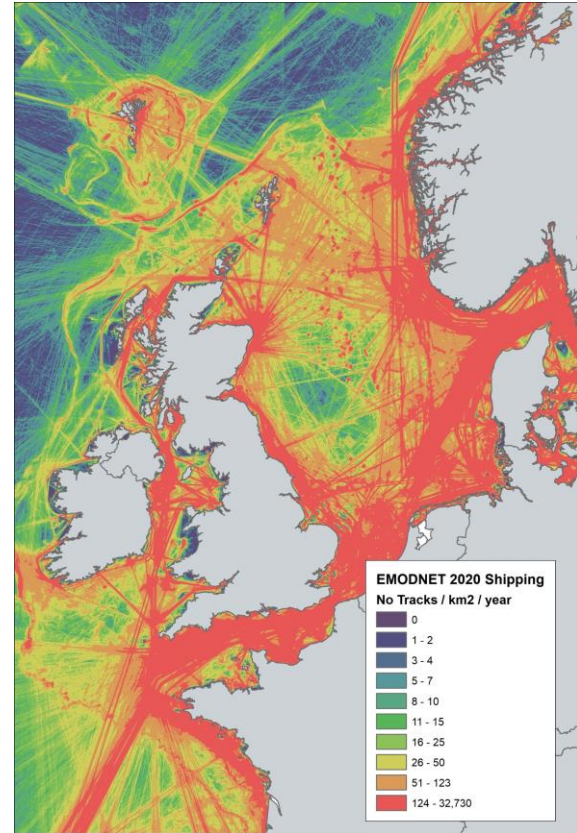 EMODNET 2020 Shipping
No Tracks / km2 / year
0
1 - 2
3 - 4
5 - 7
8 - 10
11 - 15
16 - 25
26 - 50
51 - 123
124 - 32,730